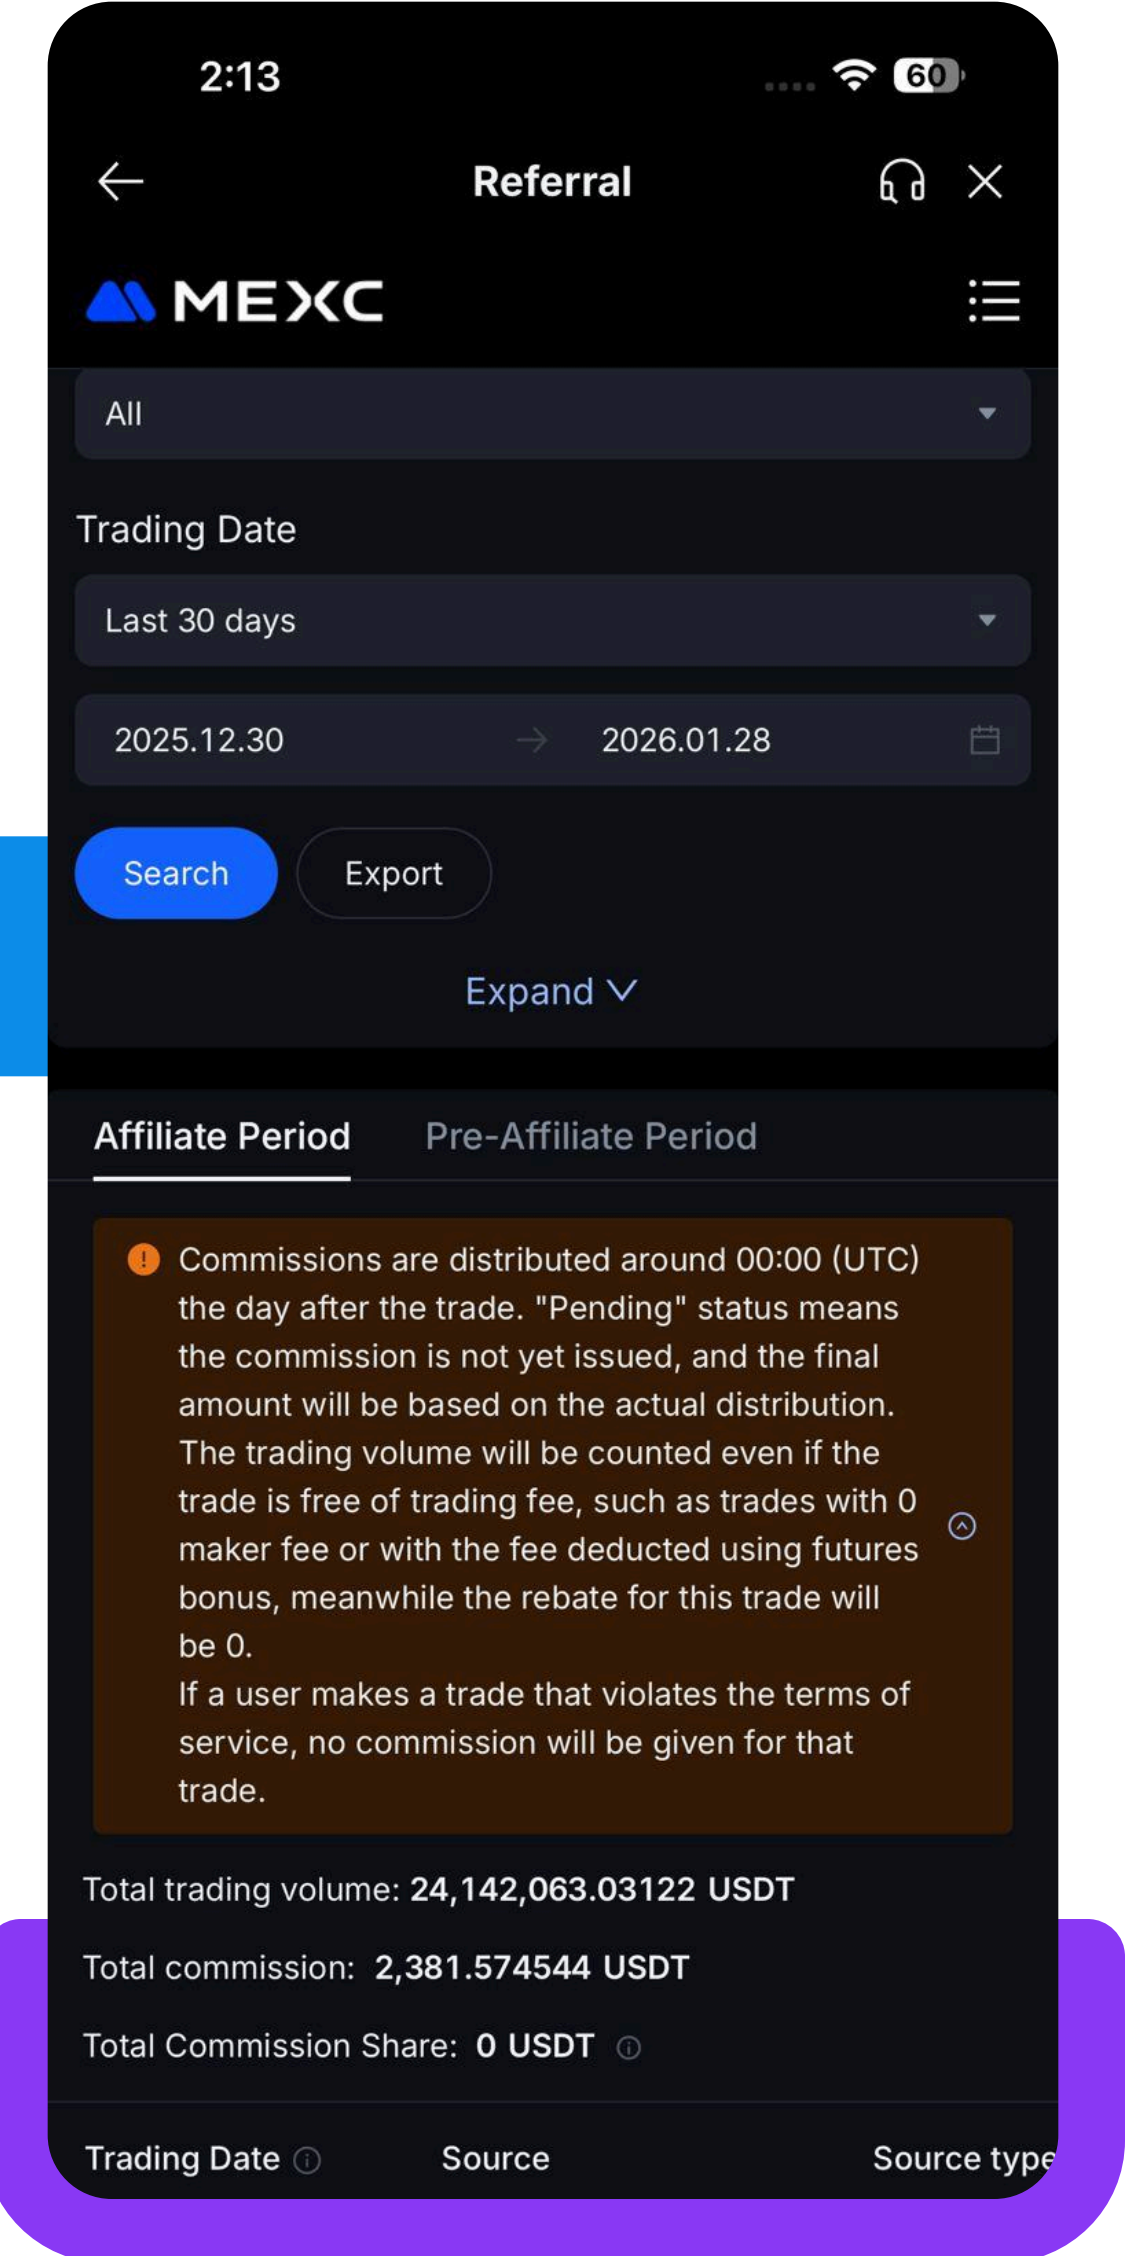 2:13
60
Referral
MEXC
All
Trading Date
Last 30 days
2025.12.30 → 2026.01.28
Search Export
Expand
Affiliate Period Pre-Affiliate Period
Commissions are distributed around 00:00 (UTC)
the day after the trade. "Pending" status means
the commission is not yet issued, and the final
amount will be based on the actual distribution.
The trading volume will be counted even if the
trade is free of trading fee, such as trades with 0
maker fee or with the fee deducted using futures
bonus, meanwhile the rebate for this trade will
be 0.
If a user makes a trade that violates the terms of
service, no commission will be given for that
trade.
Total trading volume: 24,142,063.03122 USDT
Total commission: 2,381.574544 USDT
Total Commission Share: 0 USDT
Trading Date Source Source type